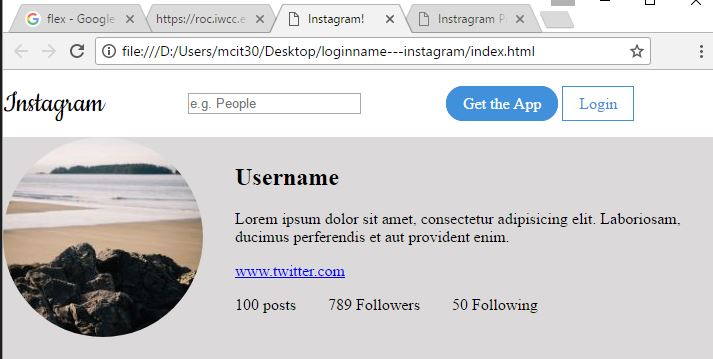 flex - Google
https://roc.iwcc.e
Instagram!
Instragram P
file:///D:/Users/mcit30/Desktop/loginname---instagram/index.html
Instagram
e.g. People
Get the App
Login
Username
Lorem ipsum dolor sit amet, consectetur adipisicing elit. Laboriosam,
ducimus perferendis et aut provident enim.
www.twitter.com
100 posts 789 Followers 50 Following